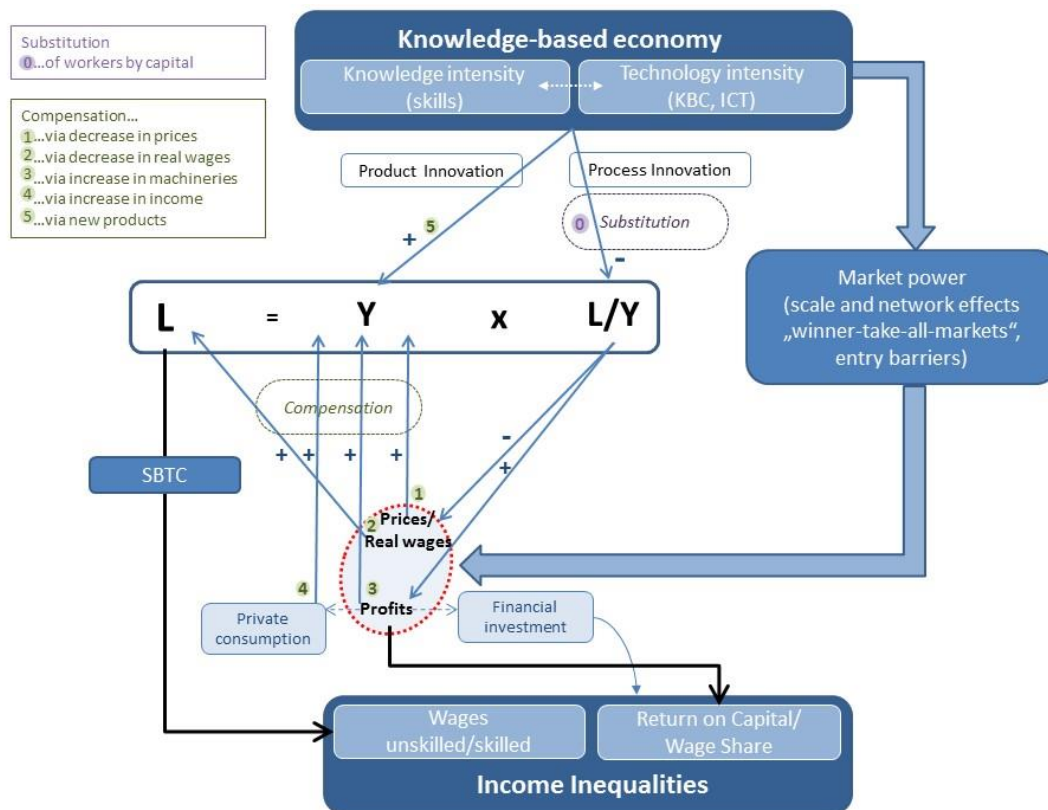 Substitution
0...of workers by capital
Compensation...
1...via decrease in prices
2...via decrease in real wages
3...via increase in machineries
4...via increase in income
5...via new products
Knowledge-based economy
Knowledge intensity
(skills)
Technology intensity
(KBC, ICT)
Product Innovation
Process Innovation
0 Substitution
5
+
-
L = Y x L/Y
Market power
(scale and network effects
„winner-take-all-markets“,
entry barriers)
Compensation
-
+ + + + +
SBTC
1
2 Prices/
Real wages
4
3
Profits
Private
consumption
Financial
investment
Wages
unskilled/skilled
Return on Capital/
Wage Share
Income Inequalities